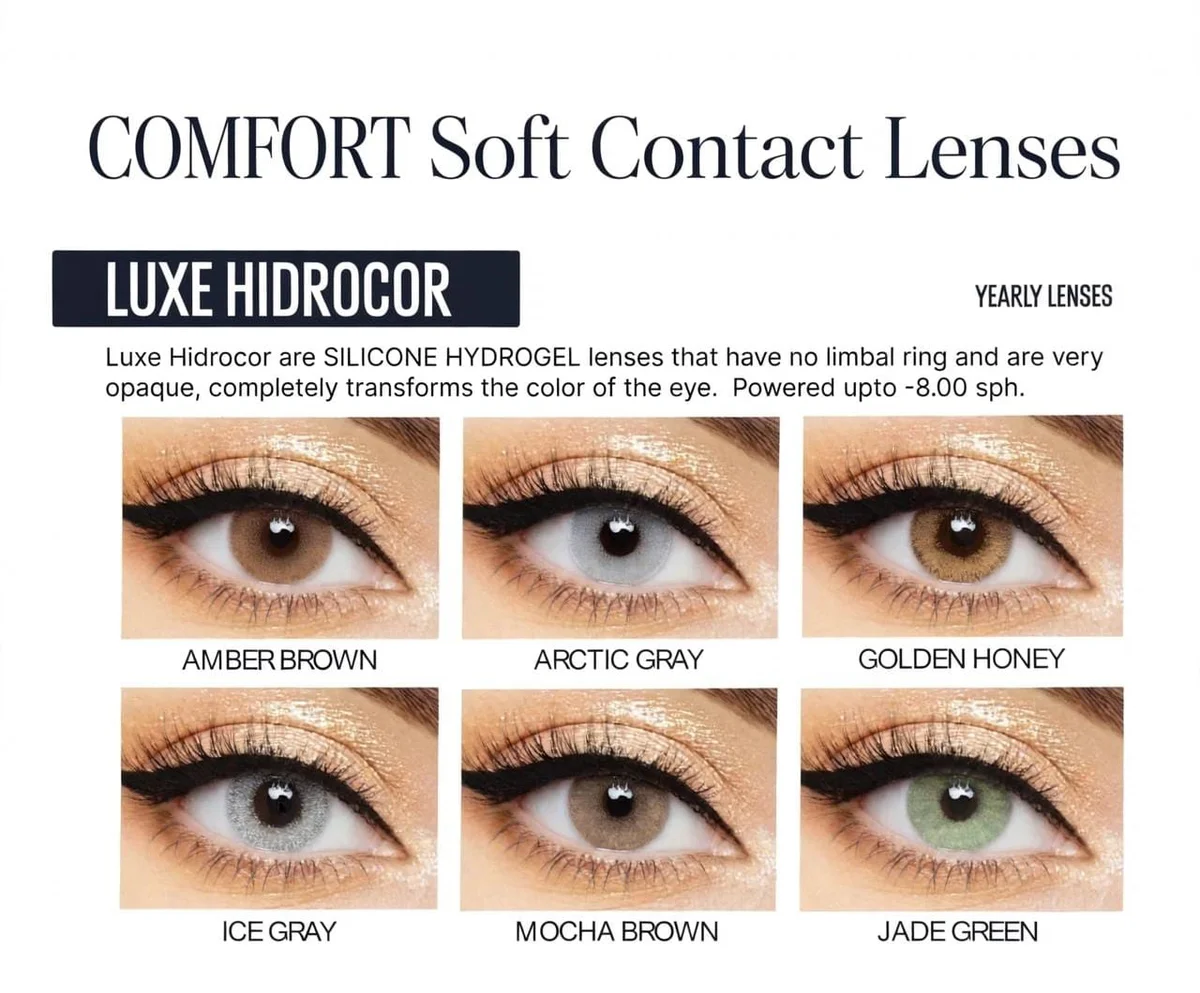 COMFORT Soft Contact Lenses
LUXE HIDROCOR
YEARLY LENSES
Luxe Hidrocor are SILICONE HYDROGEL lenses that have no limbal ring and are very
opaque, completely transforms the color of the eye. Powered upto -8.00 sph.
AMBER BROWN
ARCTIC GRAY
GOLDEN HONEY
ICE GRAY
MOCHA BROWN
JADE GREEN